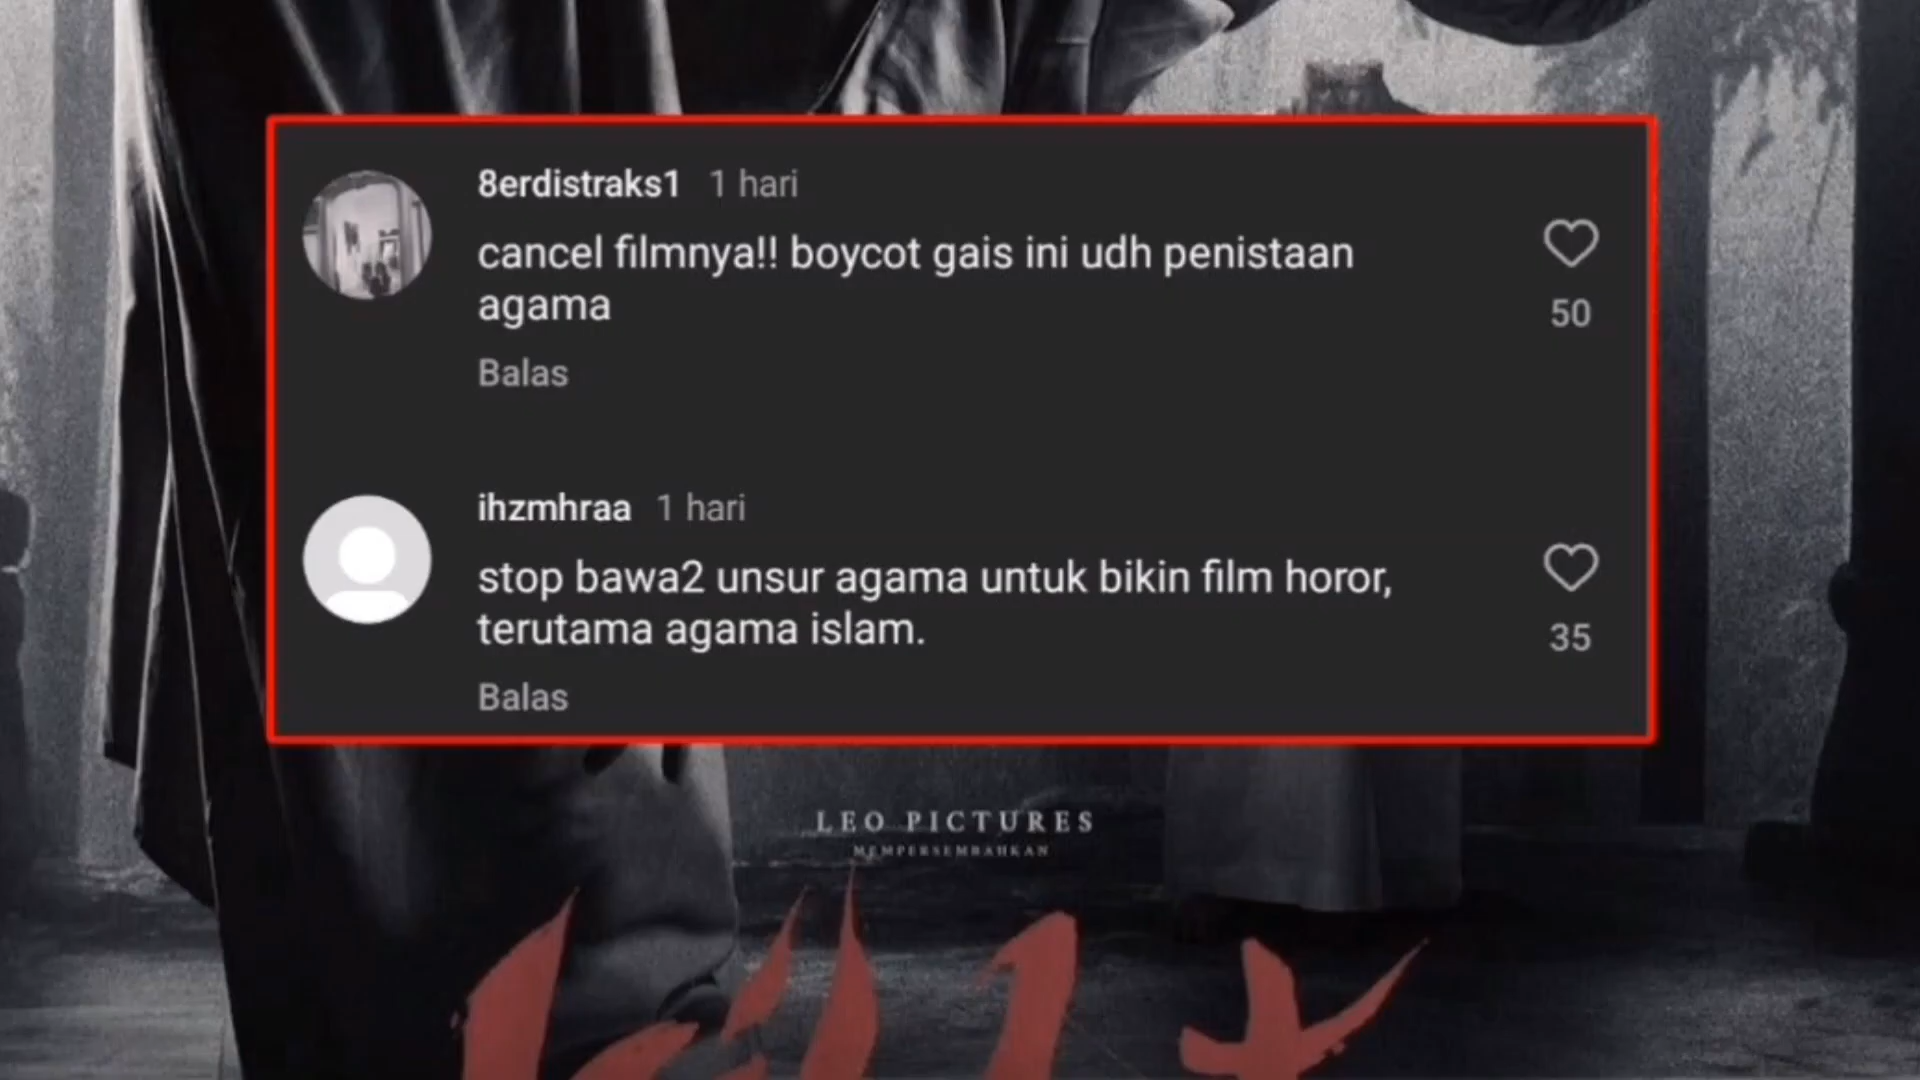 8erdistraks1 1 hari
cancel filmnya!! boycot gais ini udh penistaan
agama
50
Balas
ihzmhraa 1 hari
stop bawa2 unsur agama untuk bikin film horor,
terutama agama islam.
35
Balas
LEO PICTURES
MEMPERSEMBAHKAN